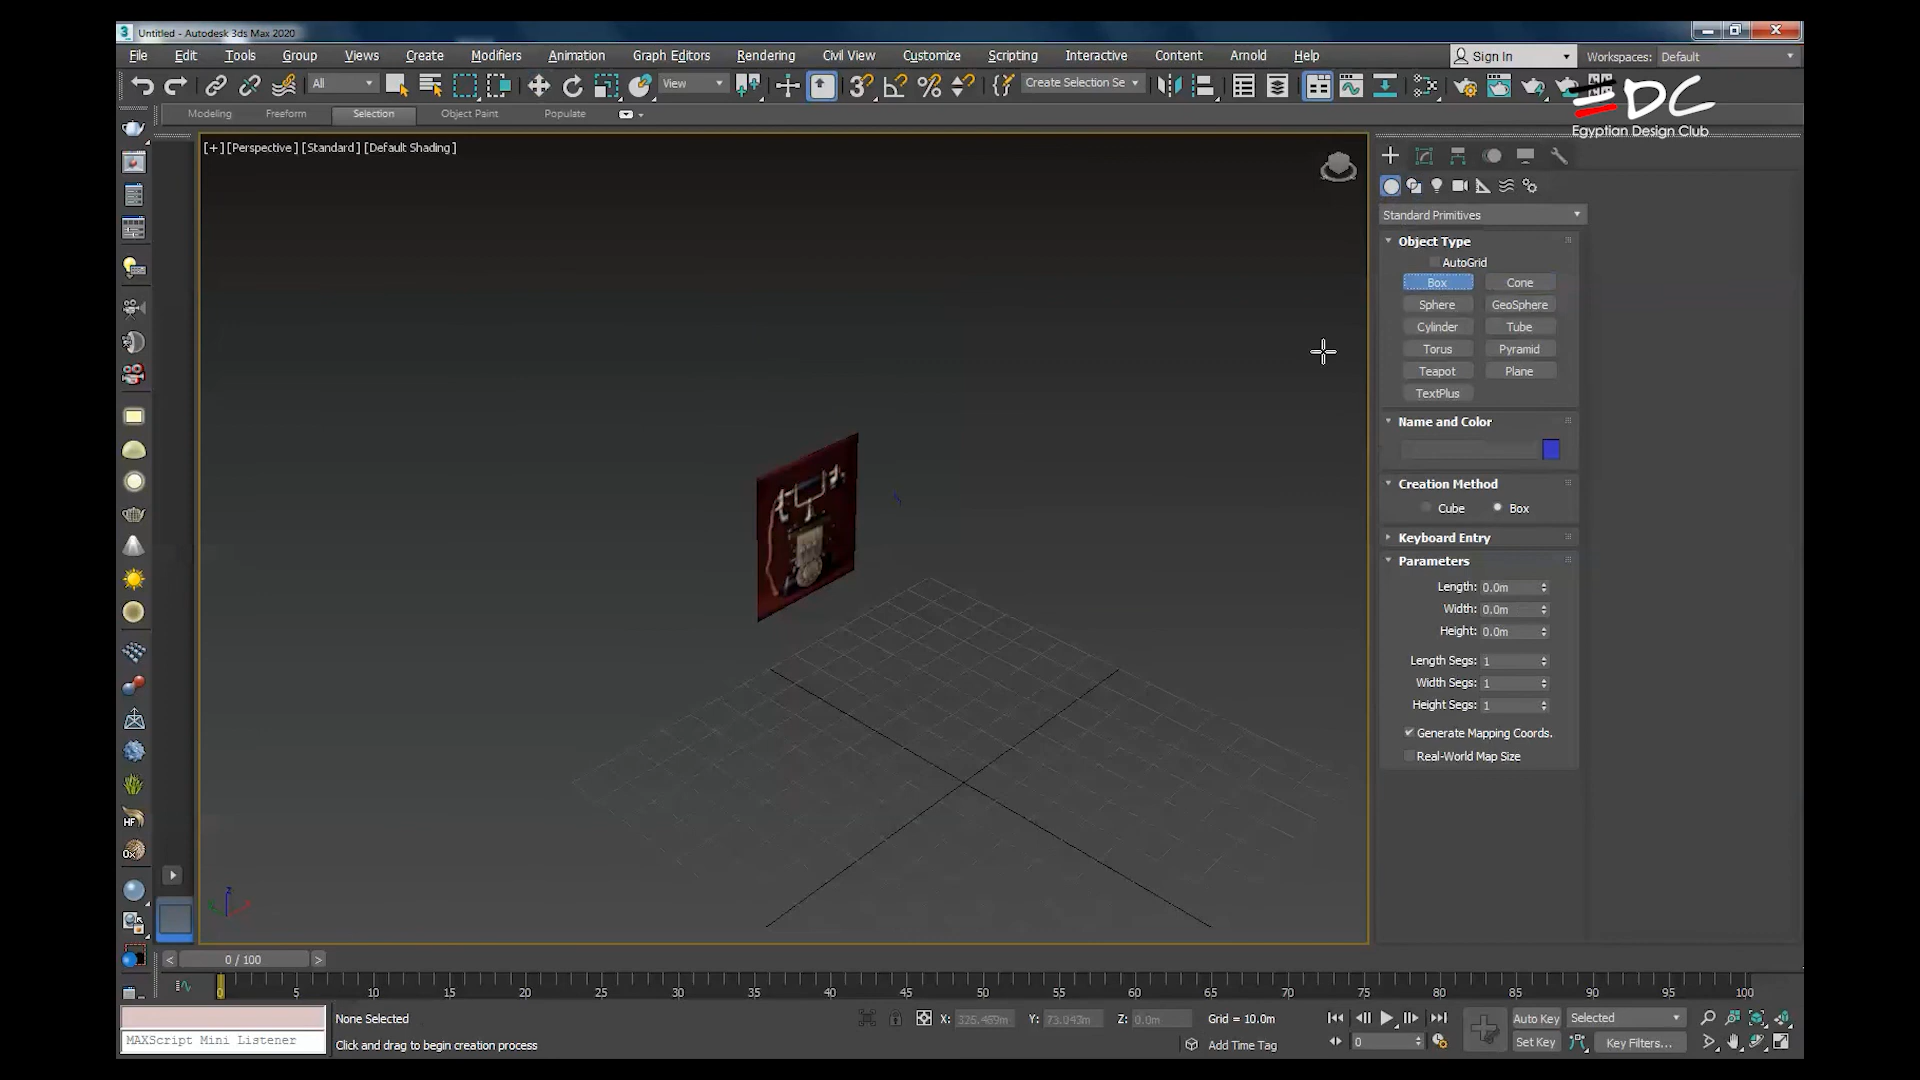 Untitled - Autodesk 3ds Max 2020
File Edit Tools Group Views Create Modifiers Animation Graph Editors Rendering Civil View Customize Scripting Interactive Content Arnold Help
Sign In Workspaces: Default
All View Create Selection Se
Modeling Freeform Selection Object Paint Populate
EDC
Egyptian Design Club
[+] [Perspective] [Standard] [Default Shading]
Standard Primitives
Object Type
AutoGrid
Box Cone
Sphere GeoSphere
Cylinder Tube
Torus Pyramid
Teapot Plane
TextPlus
Name and Color
Creation Method
Cube Box
Keyboard Entry
Parameters
Length: 0.0m
Width: 0.0m
Height: 0.0m
Length Segs: 1
Width Segs: 1
Height Segs: 1
Generate Mapping Coords.
Real-World Map Size
HF
z
< 0 / 100 >
0 5 10 15 20 25 30 35 40 45 50 55 60 65 70 75 80 85 90 95 100
None Selected X: 325.469m Y: 73.043m Z: 0.0m Grid = 10.0m
Auto Key Selected
MAXScript Mini Listener
Click and drag to begin creation process
Add Time Tag 0 Set Key Key Filters...